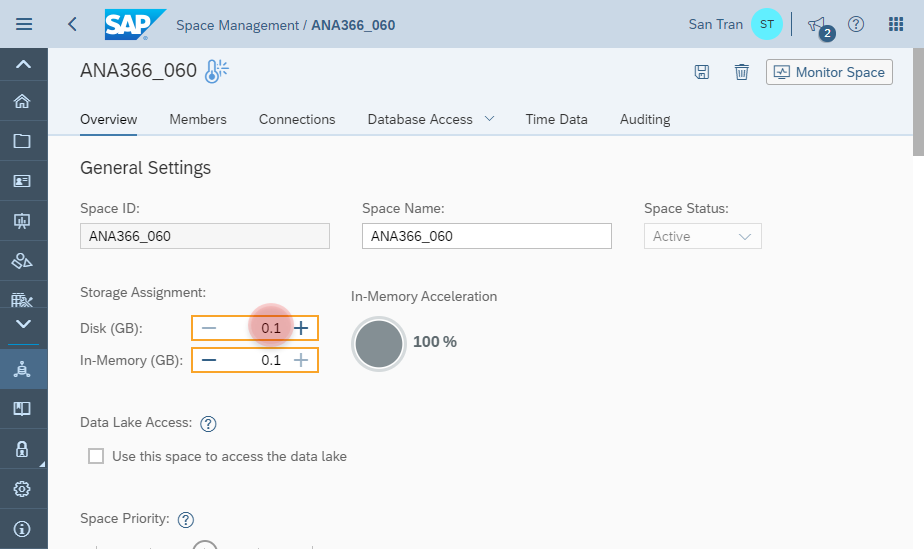 SAP
Space Management / ANA366_060
San Tran
ST
2
ANA366_060
Monitor Space
Overview
Members
Connections
Database Access
Time Data
Auditing
General Settings
Space ID:
Space Name:
Space Status:
ANA366_060
ANA366_060
Active
Storage Assignment:
In-Memory Acceleration
Disk (GB):
0.1
In-Memory (GB):
0.1
100 %
Data Lake Access:
Use this space to access the data lake
Space Priority: